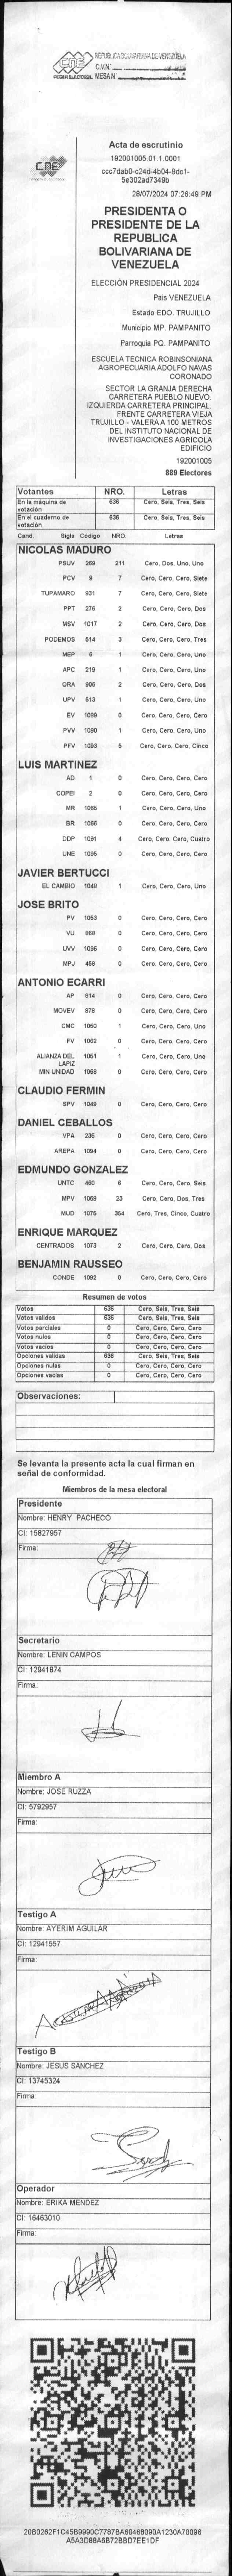 REPUBLICA BOLIVARIANA DE VENEZUELA
C.V.N°:
MESA N°:
CNE
PODER ELECTORAL
CNE
Acta de escrutinio
192001005.01.1.0001
ccc7dab0-c24d-4b04-9dc1-
5e302ad7349b
28/07/2024 07:26:49 PM
PRESIDENTA O
PRESIDENTE DE LA
REPUBLICA
BOLIVARIANA DE
VENEZUELA
ELECCIÓN PRESIDENCIAL 2024
Pais VENEZUELA
Estado EDO. TRUJILLO
Municipio MP. PAMPANITO
Parroquia PQ. PAMPANITO
ESCUELA TECNICA ROBINSONIANA
AGROPECUARIA ADOLFO NAVAS
CORONADO
SECTOR LA GRANJA DERECHA
CARRETERA PUEBLO NUEVO.
IZQUIERDA CARRETERA PRINCIPAL.
FRENTE CARRETERA VIEJA
TRUJILLO - VALERA A 100 METROS
DEL INSTITUTO NACIONAL DE
INVESTIGACIONES AGRICOLA
EDIFICIO
192001005
889 Electores
Votantes NRO. Letras
En la máquina de votación 636 Cero, Seis, Tres, Seis
En el cuaderno de votación 636 Cero, Seis, Tres, Seis
Cand. Sigla Código NRO. Letras
NICOLAS MADURO
PSUV 269 211 Cero, Dos, Uno, Uno
PCV 9 7 Cero, Cero, Cero, Siete
TUPAMARO 931 7 Cero, Cero, Cero, Siete
PPT 276 2 Cero, Cero, Cero, Dos
MSV 1017 2 Cero, Cero, Cero, Dos
PODEMOS 514 3 Cero, Cero, Cero, Tres
MEP 6 1 Cero, Cero, Cero, Uno
APC 219 1 Cero, Cero, Cero, Uno
ORA 906 2 Cero, Cero, Cero, Dos
UPV 513 1 Cero, Cero, Cero, Uno
EV 1089 0 Cero, Cero, Cero, Cero
PVV 1090 1 Cero, Cero, Cero, Uno
PFV 1093 5 Cero, Cero, Cero, Cinco
LUIS MARTINEZ
AD 1 0 Cero, Cero, Cero, Cero
COPEI 2 0 Cero, Cero, Cero, Cero
MR 1065 1 Cero, Cero, Cero, Uno
BR 1066 0 Cero, Cero, Cero, Cero
DDP 1091 4 Cero, Cero, Cero, Cuatro
UNE 1095 0 Cero, Cero, Cero, Cero
JAVIER BERTUCCI
EL CAMBIO 1046 1 Cero, Cero, Cero, Uno
JOSE BRITO
PV 1053 0 Cero, Cero, Cero, Cero
VU 968 0 Cero, Cero, Cero, Cero
UVV 1096 0 Cero, Cero, Cero, Cero
MPJ 458 0 Cero, Cero, Cero, Cero
ANTONIO ECARRI
AP 814 0 Cero, Cero, Cero, Cero
MOVEV 878 0 Cero, Cero, Cero, Cero
CMC 1050 1 Cero, Cero, Cero, Uno
FV 1062 0 Cero, Cero, Cero, Cero
ALIANZA DEL LAPIZ 1051 1 Cero, Cero, Cero, Uno
MIN UNIDAD 1088 0 Cero, Cero, Cero, Cero
CLAUDIO FERMIN
SPV 1049 0 Cero, Cero, Cero, Cero
DANIEL CEBALLOS
VPA 236 0 Cero, Cero, Cero, Cero
AREPA 1094 0 Cero, Cero, Cero, Cero
EDMUNDO GONZALEZ
UNTC 460 6 Cero, Cero, Cero, Seis
MPV 1069 23 Cero, Cero, Dos, Tres
MUD 1075 354 Cero, Tres, Cinco, Cuatro
ENRIQUE MARQUEZ
CENTRADOS 1073 2 Cero, Cero, Cero, Dos
BENJAMIN RAUSSEO
CONDE 1092 0 Cero, Cero, Cero, Cero
Resumen de votos
Votos 636 Cero, Seis, Tres, Seis
Votos validos 636 Cero, Seis, Tres, Seis
Votos parciales 0 Cero, Cero, Cero, Cero
Votos nulos 0 Cero, Cero, Cero, Cero
Votos vacios 0 Cero, Cero, Cero, Cero
Opciones validas 636 Cero, Seis, Tres, Seis
Opciones nulas 0 Cero, Cero, Cero, Cero
Opciones vacias 0 Cero, Cero, Cero, Cero
Observaciones:
Se levanta la presente acta la cual firman en
señal de conformidad.
Miembros de la mesa electoral
Presidente
Nombre: HENRY PACHECO
CI: 15827957
Firma:
Secretario
Nombre: LENIN CAMPOS
CI: 12941874
Firma:
Miembro A
Nombre: JOSE RUZZA
CI: 5792957
Firma:
Testigo A
Nombre: AYERIM AGUILAR
CI: 12941557
Firma:
Testigo B
Nombre: JESUS SANCHEZ
CI: 13745324
Firma:
Operador
Nombre: ERIKA MENDEZ
CI: 16463010
Firma:
20B0262F1C45B9990C7787BA60468090A1230A70096
A5A3D88A6B72BBD7EE1DF